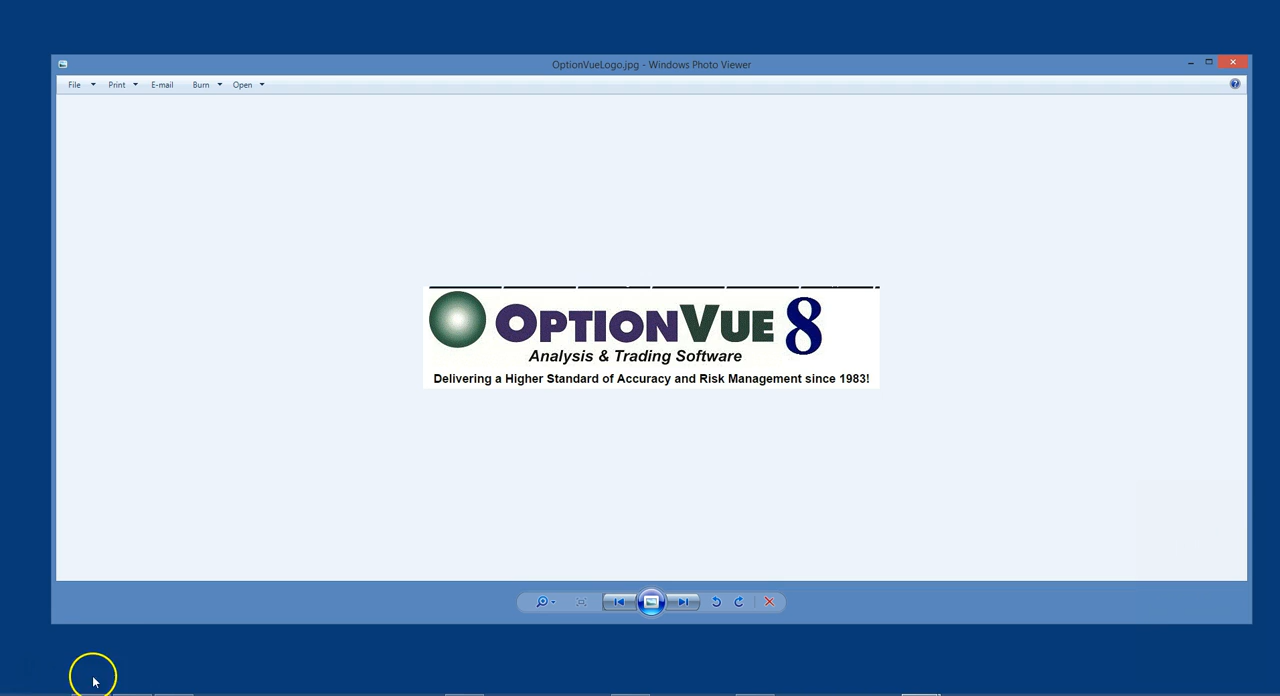 OptionVueLogo.jpg - Windows Photo Viewer
File Print E-mail Burn Open
OPTIONVUE 8
Analysis & Trading Software
Delivering a Higher Standard of Accuracy and Risk Management since 1983!